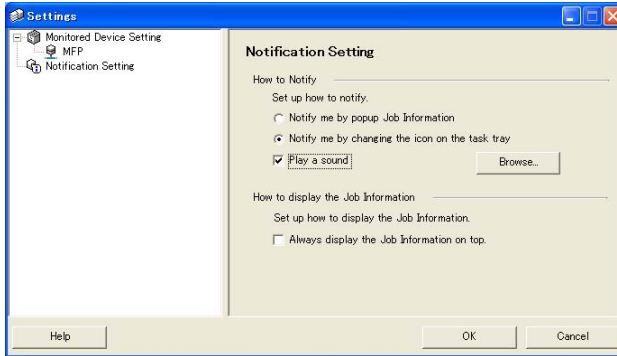 Settings
Monitored Device Setting
MFP
Notification Setting
Notification Setting
How to Notify
Set up how to notify.
Notify me by popup Job Information
Notify me by changing the icon on the task tray
Play a sound
Browse...
How to display the Job Information
Set up how to display the Job Information.
Always display the Job Information on top.
Help
OK
Cancel